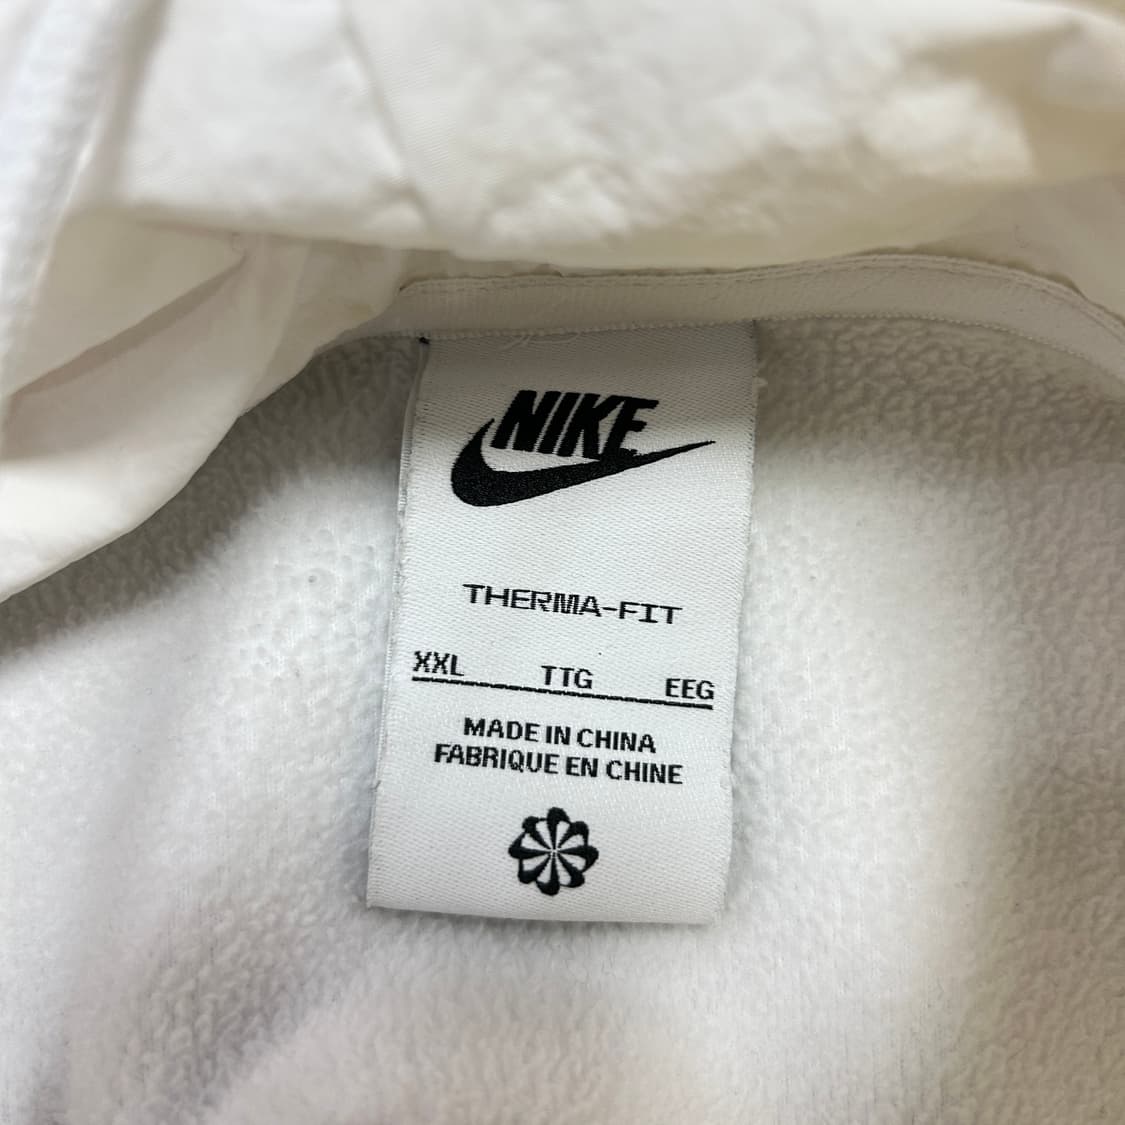 NIKE
THERMA-FIT
XXL TTG EEG
MADE IN CHINA
FABRIQUE EN CHINE